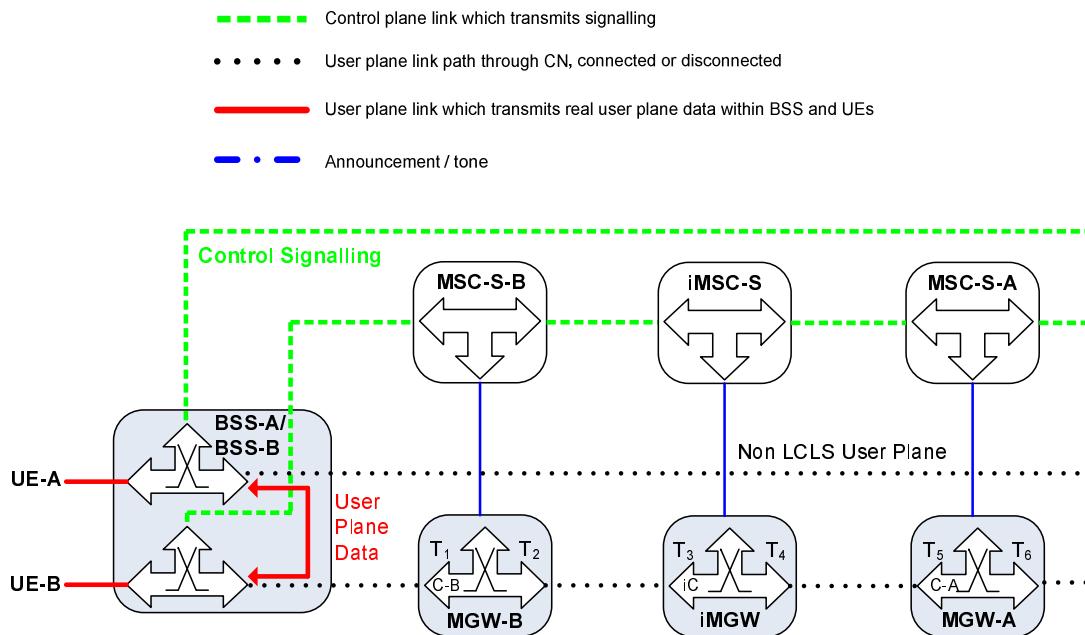 Control plane link which transmits signalling
User plane link path through CN, connected or disconnected
User plane link which transmits real user plane data within BSS and UEs
Announcement / tone
Control Signalling
MSC-S-B
iMSC-S
MSC-S-A
BSS-A/
BSS-B
Non LCLS User Plane
UE-A
User
Plane
Data
T1
T2
T3
T4
T5
T6
UE-B
C-B
iC
C-A
MGW-B
iMGW
MGW-A